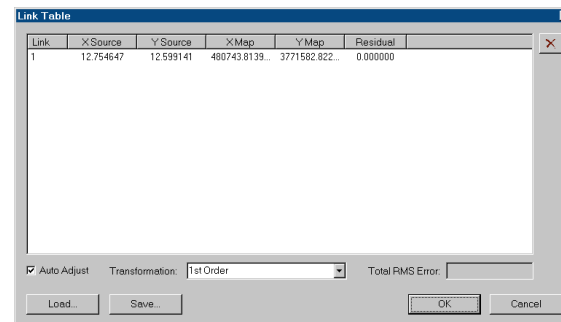 Link Table
Link X Source Y Source X Map Y Map Residual
1 12.754647 12.599141 480743.8139... 3771582.822... 0.000000
Auto Adjust Transformation: 1st Order Total RMS Error:
Load... Save... OK Cancel